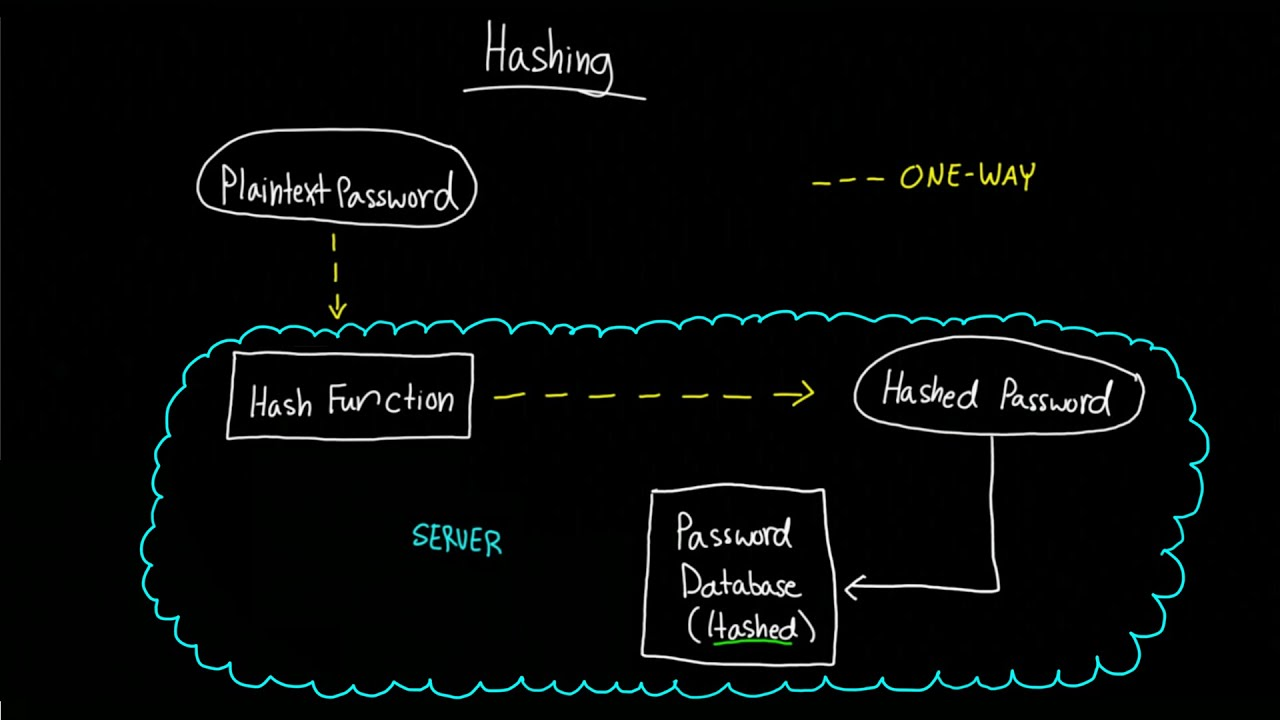 Hashing
Plaintext Password
--- ONE-WAY
Hash Function
Hashed Password
SERVER
Password
Database
(Hashed)